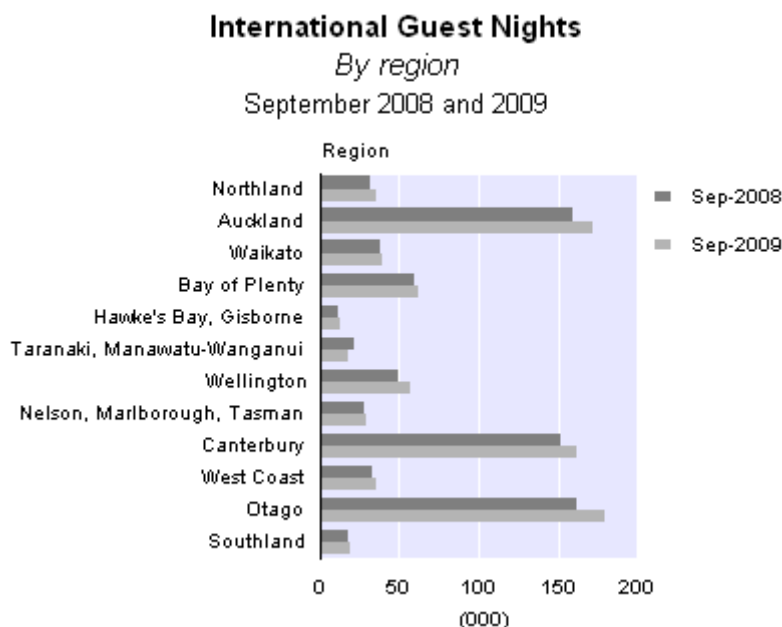 International Guest Nights
By region
September 2008 and 2009
Region
Northland
Auckland
Waikato
Bay of Plenty
Hawke's Bay, Gisborne
Taranaki, Manawatu-Wanganui
Wellington
Nelson, Marlborough, Tasman
Canterbury
West Coast
Otago
Southland
0 50 100 150 200
(000)
Sep-2008
Sep-2009